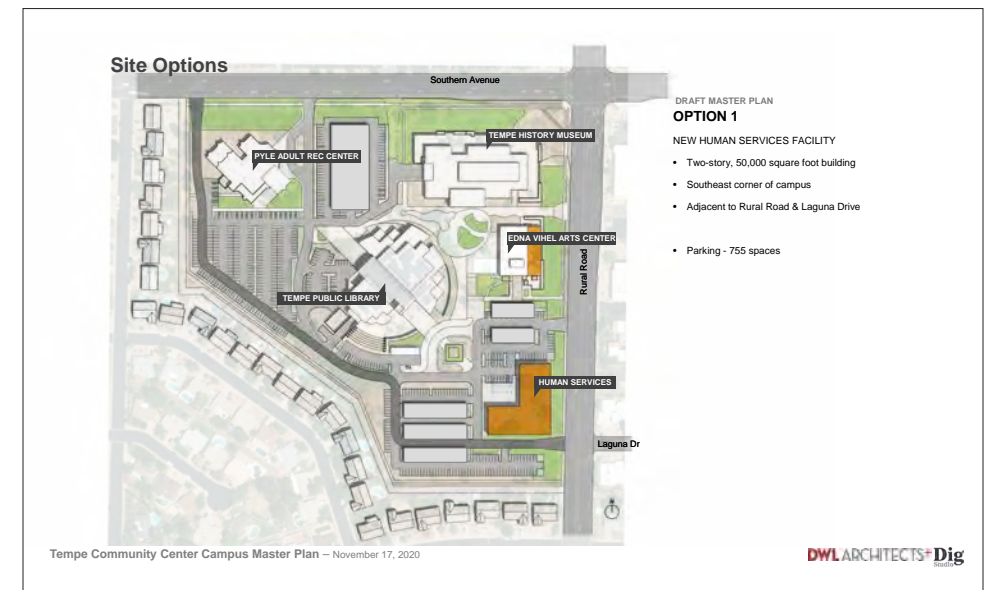 Site Options
Southern Avenue
TEMPE HISTORY MUSEUM
PYLE ADULT REC CENTER
EDNA VIHEL ARTS CENTER
Rural Road
TEMPE PUBLIC LIBRARY
HUMAN SERVICES
Laguna Dr
DRAFT MASTER PLAN
OPTION 1
NEW HUMAN SERVICES FACILITY
• Two-story, 50,000 square foot building
• Southeast corner of campus
• Adjacent to Rural Road & Laguna Drive
• Parking - 755 spaces
Tempe Community Center Campus Master Plan – November 17, 2020
DWL ARCHITECTS+ Dig
Studio